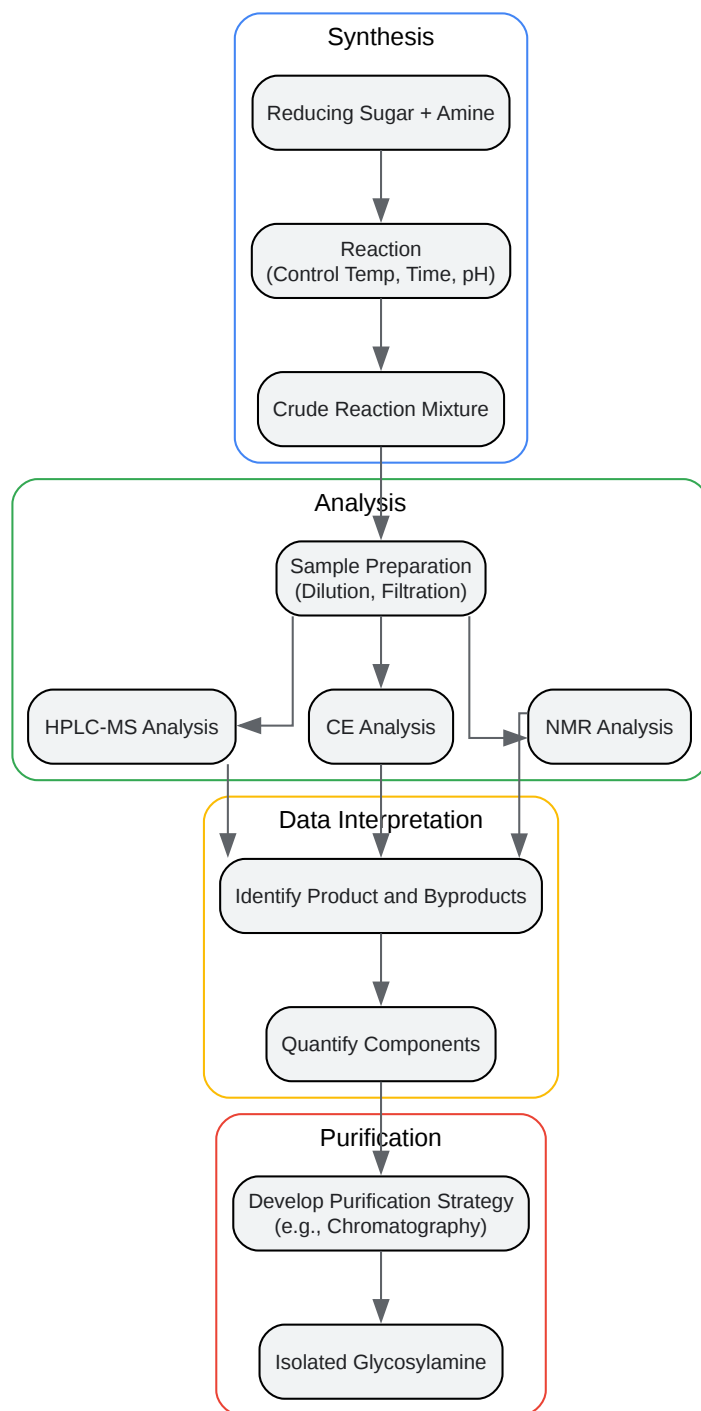 Synthesis
Reducing Sugar + Amine
Reaction
(Control Temp, Time, pH)
Crude Reaction Mixture
Analysis
Sample Preparation
(Dilution, Filtration)
HPLC-MS Analysis
CE Analysis
NMR Analysis
Data Interpretation
Identify Product and Byproducts
Quantify Components
Purification
Develop Purification Strategy
(e.g., Chromatography)
Isolated Glycosylamine